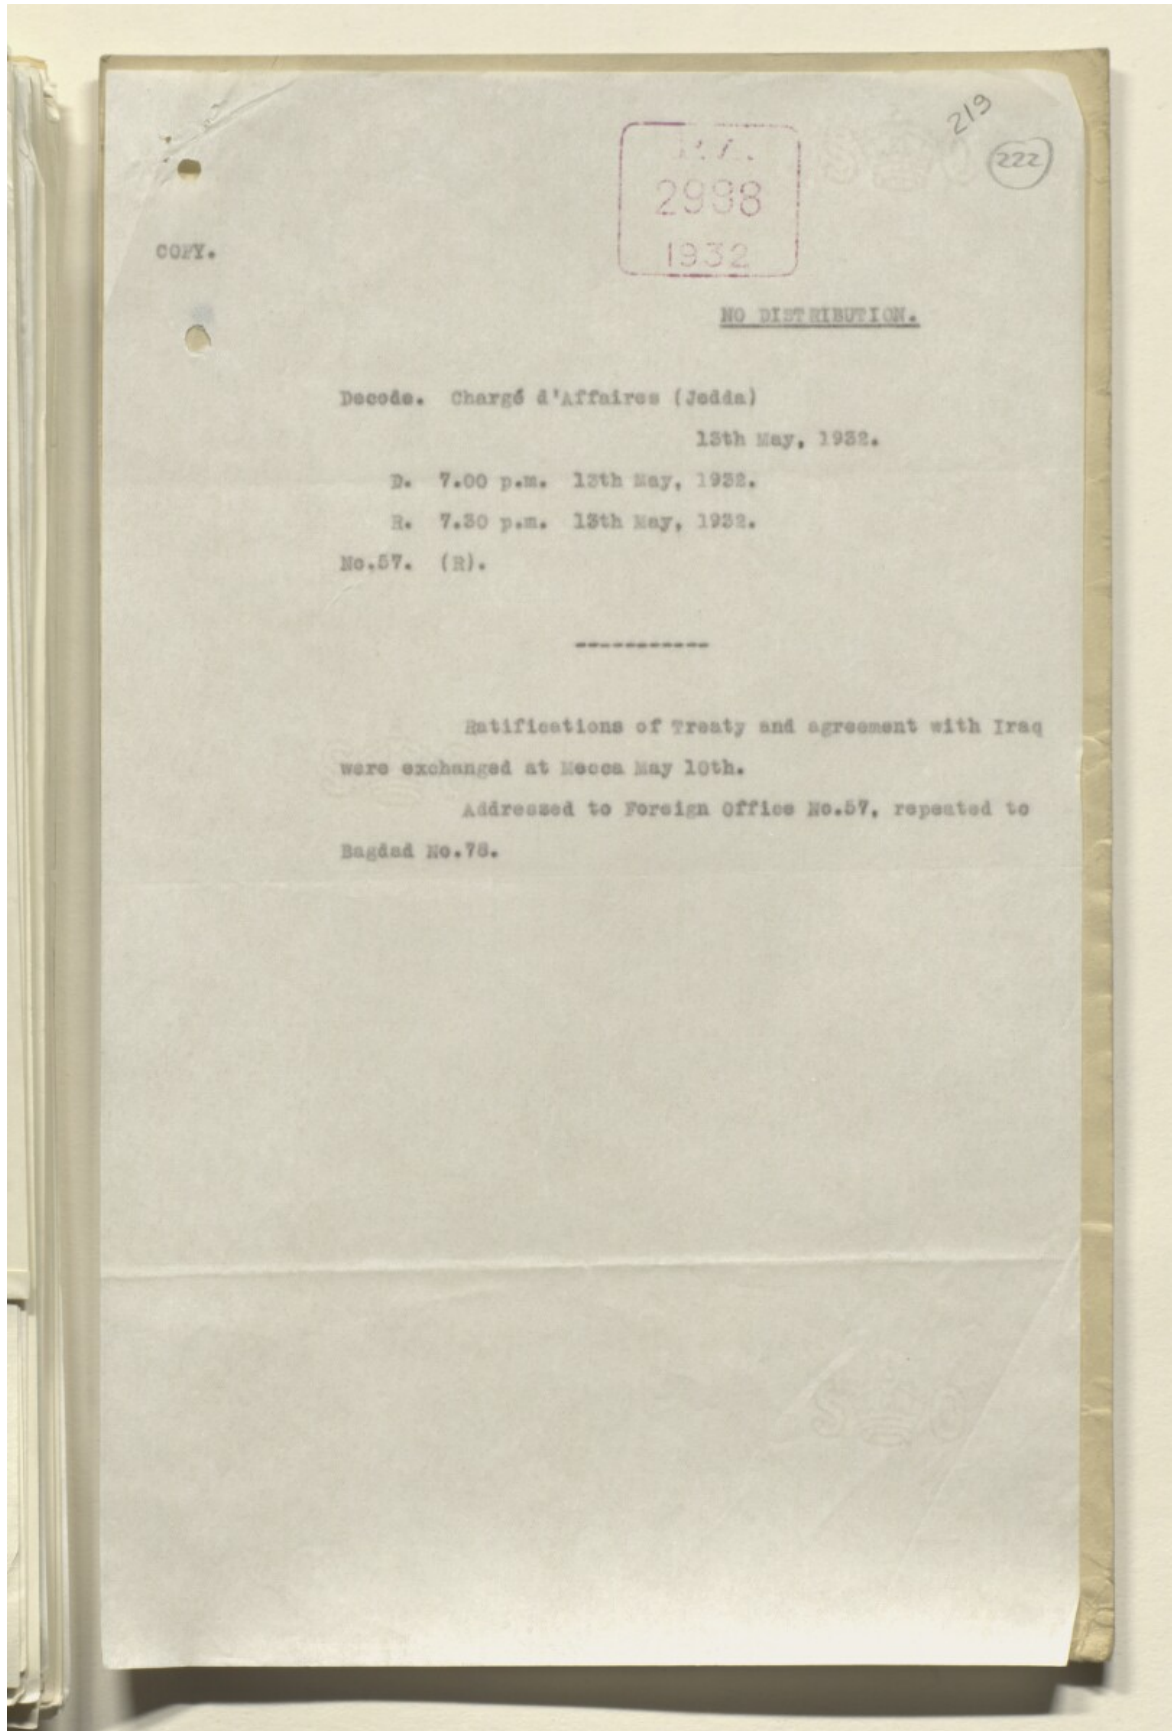 219
222
2998
1932
COPY.
NO DISTRIBUTION.
Decode. Chargé d'Affaires (Jedda)
13th May, 1932.
D. 7.00 p.m. 13th May, 1932.
R. 7.30 p.m. 13th May, 1932.
No.57. (R).
-----------
Ratifications of Treaty and agreement with Iraq
were exchanged at Mecca May 10th.
Addressed to Foreign Office No.57, repeated to
Bagdad No.78.
S O